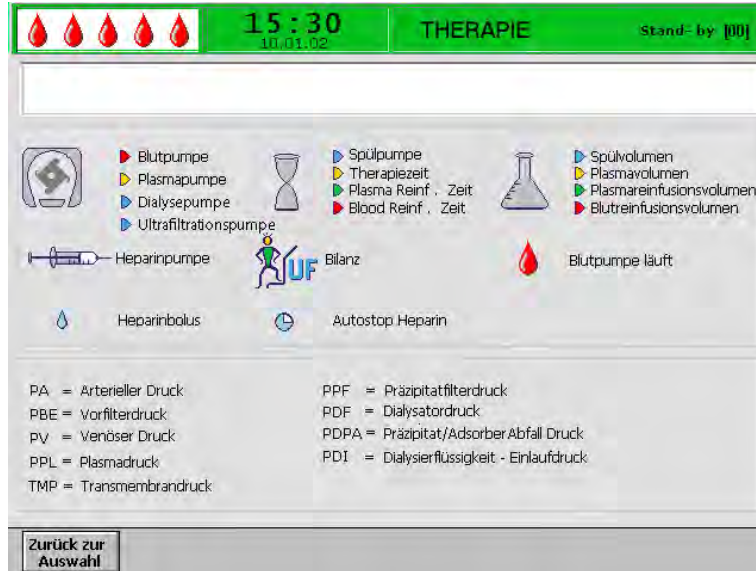 15:30
10.01.02
THERAPIE
Stand- by [00]
Blutpumpe
Plasmapumpe
Dialysepumpe
Ultrafiltrationspumpe
Spülpumpe
Therapiezeit
Plasma Reinf . Zeit
Blood Reinf . Zeit
Spülvolumen
Plasmavolumen
Plasmareinfusionsvolumen
Blutreinfusionsvolumen
Heparinpumpe
UF
Bilanz
Blutpumpe läuft
Heparinbolus
Autostop Heparin
PA = Arterieller Druck
PBE = Vorfilterdruck
PV = Venöser Druck
PPL = Plasmadruck
TMP = Transmembrandruck
PPF = Präzipitatfilterdruck
PDF = Dialysatordruck
PDPA = Präzipitat/Adsorber Abfall Druck
PDI = Dialysierflüssigkeit - Einlaufdruck
Zurück zur
Auswahl